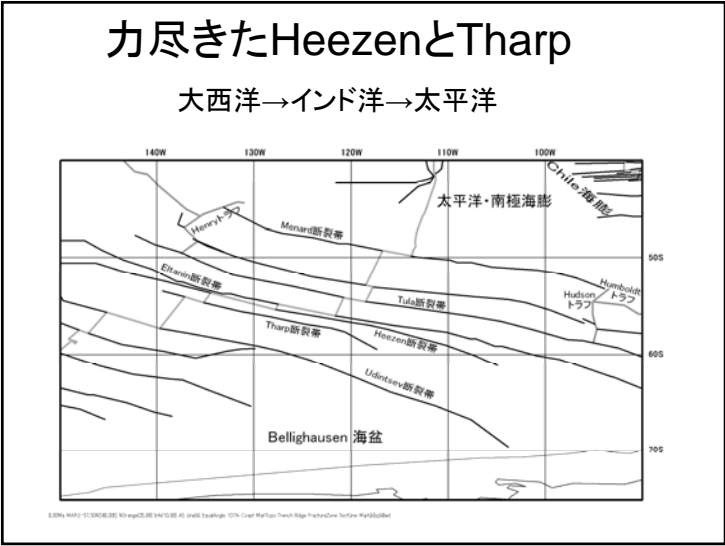 力尽きたHeezenとTharp
大西洋→インド洋→太平洋
140W 130W 120W 110W 100W
Chile海膨
太平洋・南極海膨
Henryトラフ
Menard断裂帯
50S
Eltanin断裂帯
Humboldt
トラフ
Hudson
トラフ
Tula断裂帯
Tharp断裂帯
Heezen断裂帯
60S
Udintsev断裂帯
Bellighausen 海盆
70S